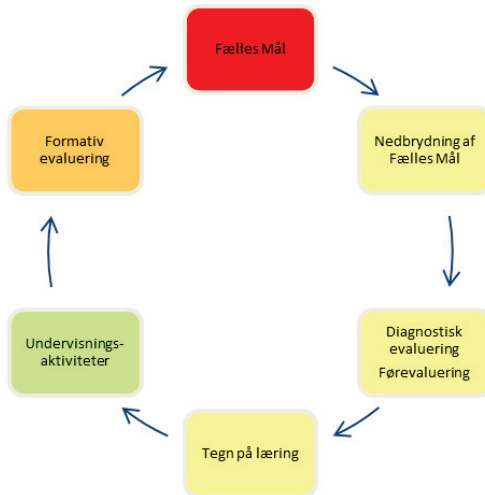 Fælles Mål
Nedbrydning af
Fælles Mål
Diagnostisk
evaluering
Førevaluering
Tegn på læring
Undervisnings-
aktiviteter
Formativ
evaluering